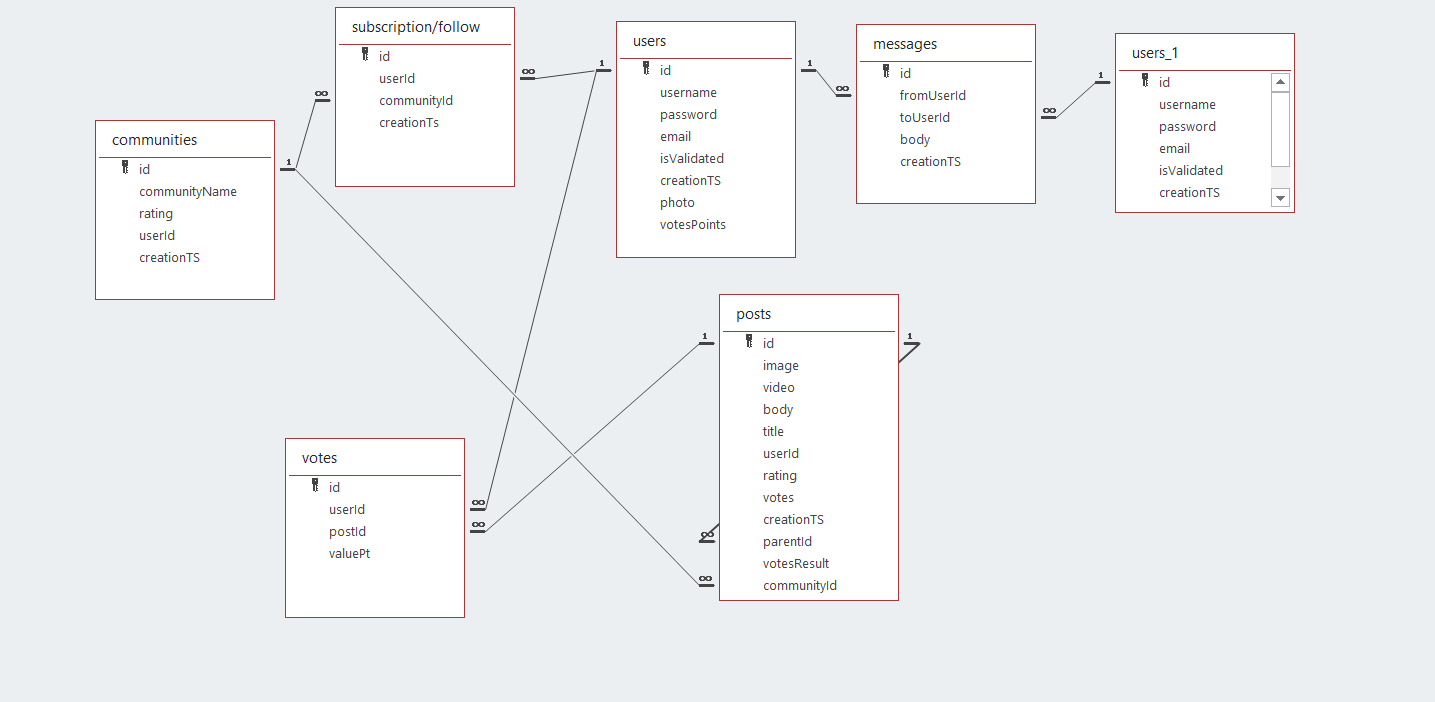 subscription/follow
id
userId
communityId
creationTs
users
id
username
password
email
isValidated
creationTS
photo
votesPoints
messages
id
fromUserId
toUserId
body
creationTS
users_1
id
username
password
email
isValidated
creationTS
communities
id
communityName
rating
userId
creationTS
posts
id
image
video
body
title
userId
rating
votes
creationTS
parentId
votesResult
communityId
votes
id
userId
postId
valuePt
∞
1
∞
1
1
∞
∞
1
1
1
∞
∞
∞
∞